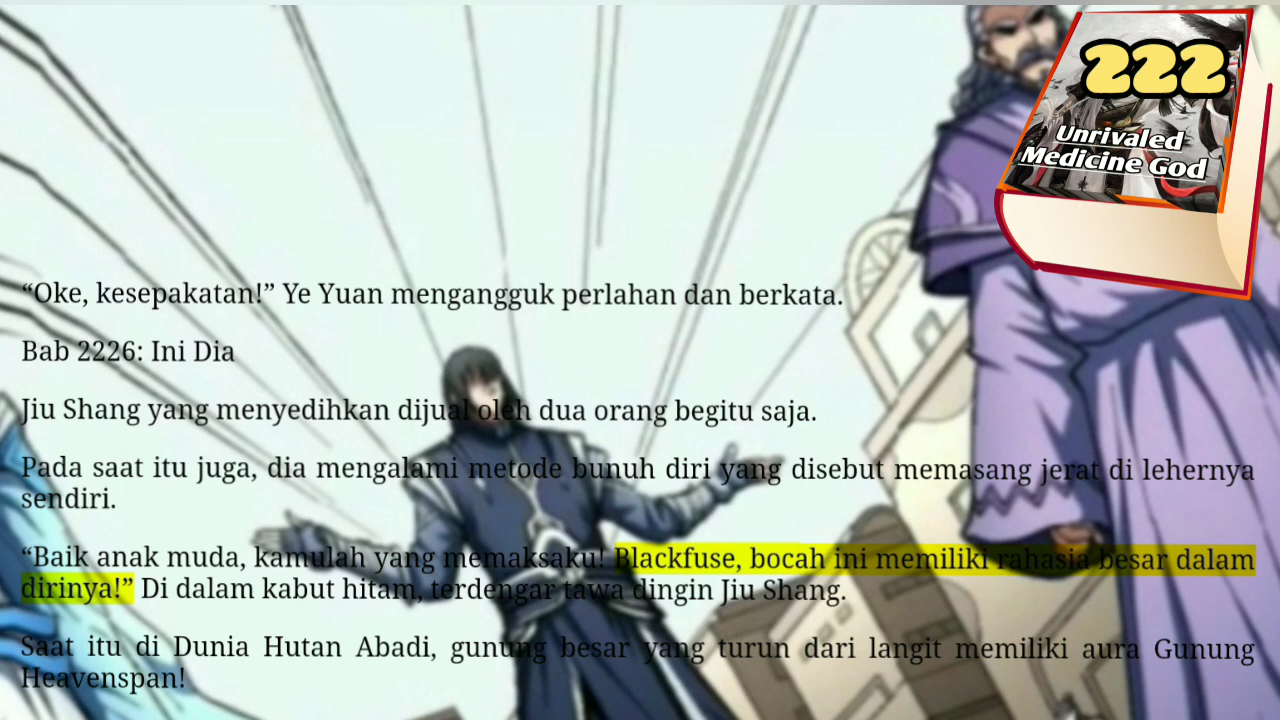 222
Unrivaled
Medicine God
“Oke, kesepakatan!” Ye Yuan mengangguk perlahan dan berkata.
Bab 2226: Ini Dia
Jiu Shang yang menyedihkan dijual oleh dua orang begitu saja.
Pada saat itu juga, dia mengalami metode bunuh diri yang disebut memasang jerat di lehernya
sendiri.
“Baik anak muda, kamulah yang memaksaku! Blackfuse, bocah ini memiliki rahasia besar dalam
dirinya!” Di dalam kabut hitam, terdengar tawa dingin Jiu Shang.
Saat itu di Dunia Hutan Abadi, gunung besar yang turun dari langit memiliki aura Gunung
Heavenspan!